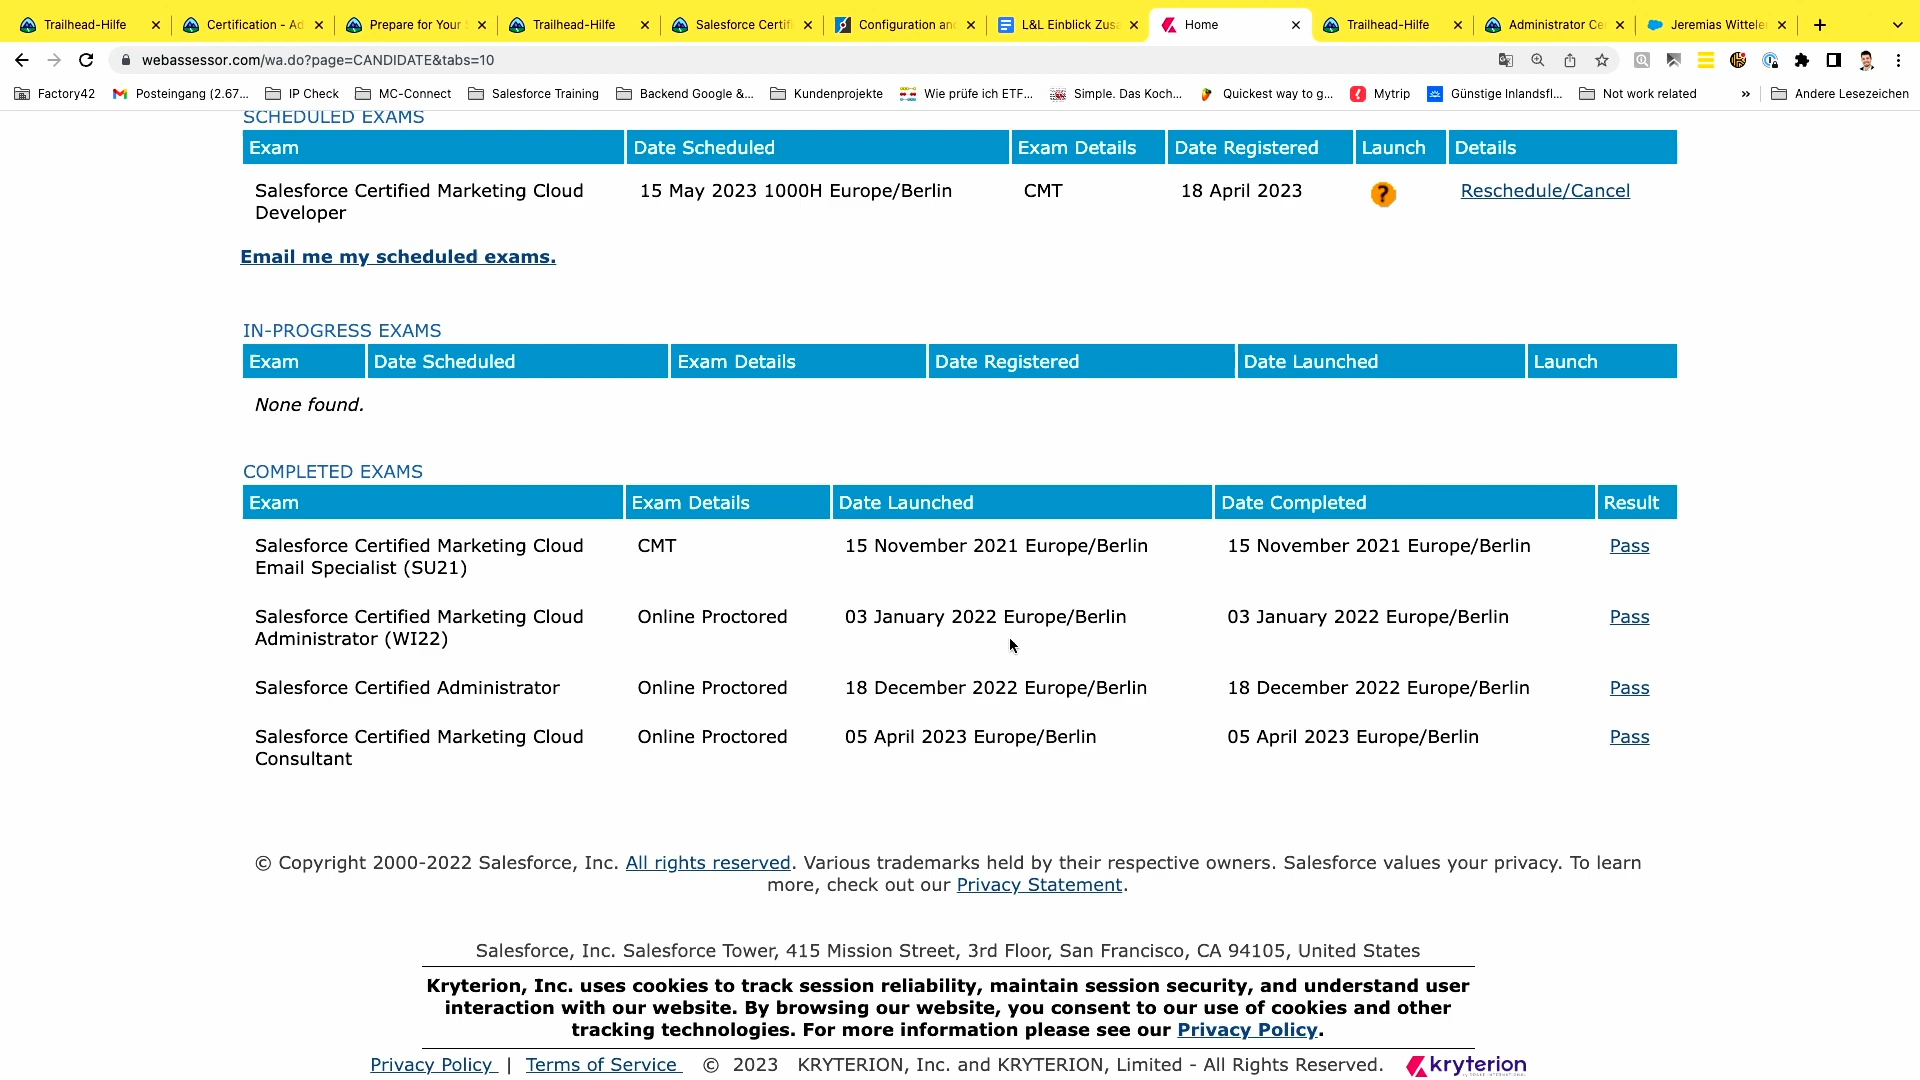 Trailhead-Hilfe
Certification - Ad
Prepare for Your
Trailhead-Hilfe
Salesforce Certifi
Configuration and
L&L Einblick Zusa
Home
Trailhead-Hilfe
Administrator Cer
Jeremias Witteler
webassessor.com/wa.do?page=CANDIDATE&tabs=10
Factory42
Posteingang (2.67...
IP Check
MC-Connect
Salesforce Training
Backend Google &...
Kundenprojekte
Wie prüfe ich ETF...
Simple. Das Koch...
Quickest way to g...
Mytrip
Günstige Inlandsfl...
Not work related
»
Andere Lesezeichen
SCHEDULED EXAMS
Exam Date Scheduled Exam Details Date Registered Launch Details
Salesforce Certified Marketing Cloud 15 May 2023 1000H Europe/Berlin CMT 18 April 2023 ? Reschedule/Cancel
Developer
Email me my scheduled exams.
IN-PROGRESS EXAMS
Exam Date Scheduled Exam Details Date Registered Date Launched Launch
None found.
COMPLETED EXAMS
Exam Exam Details Date Launched Date Completed Result
Salesforce Certified Marketing Cloud CMT 15 November 2021 Europe/Berlin 15 November 2021 Europe/Berlin Pass
Email Specialist (SU21)
Salesforce Certified Marketing Cloud Online Proctored 03 January 2022 Europe/Berlin 03 January 2022 Europe/Berlin Pass
Administrator (WI22)
Salesforce Certified Administrator Online Proctored 18 December 2022 Europe/Berlin 18 December 2022 Europe/Berlin Pass
Salesforce Certified Marketing Cloud Online Proctored 05 April 2023 Europe/Berlin 05 April 2023 Europe/Berlin Pass
Consultant
© Copyright 2000-2022 Salesforce, Inc. All rights reserved. Various trademarks held by their respective owners. Salesforce values your privacy. To learn
more, check out our Privacy Statement.
Salesforce, Inc. Salesforce Tower, 415 Mission Street, 3rd Floor, San Francisco, CA 94105, United States
Kryterion, Inc. uses cookies to track session reliability, maintain session security, and understand user
interaction with our website. By browsing our website, you consent to our use of cookies and other
tracking technologies. For more information please see our Privacy Policy.
Privacy Policy | Terms of Service © 2023 KRYTERION, Inc. and KRYTERION, Limited - All Rights Reserved. kryterion